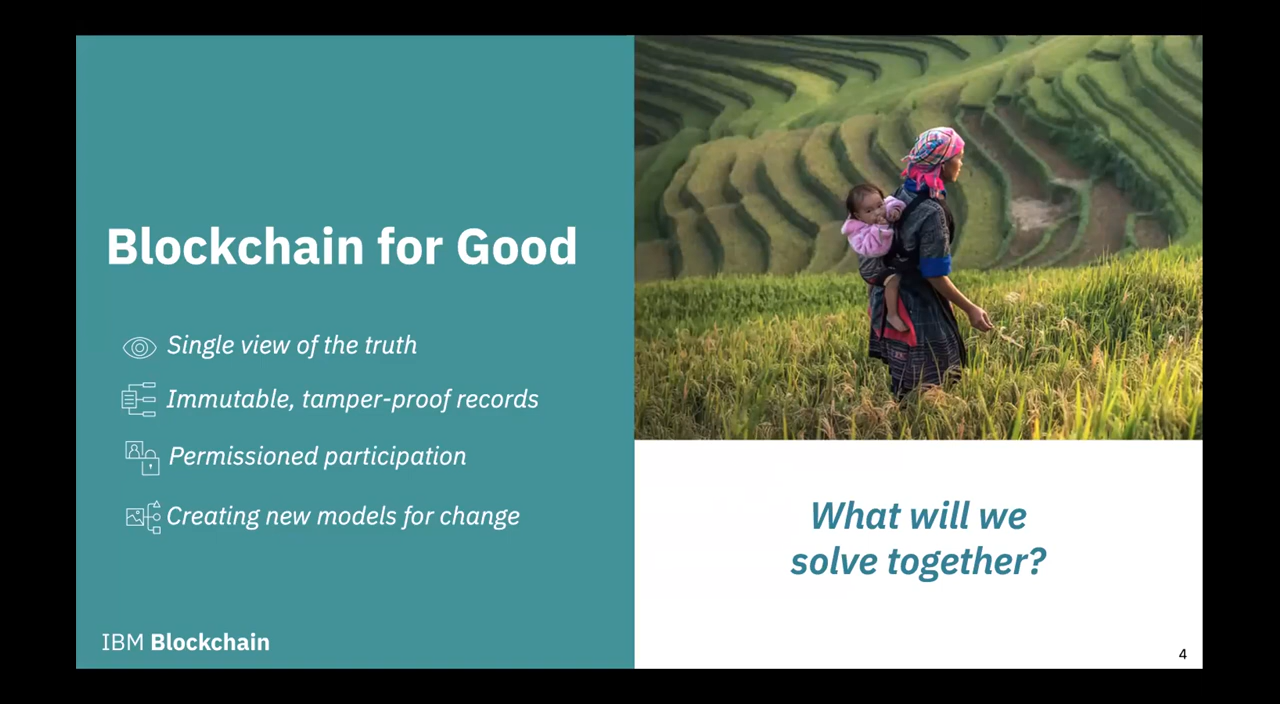 Blockchain for Good
Single view of the truth
Immutable, tamper-proof records
Permissioned participation
Creating new models for change
IBM Blockchain
What will we
solve together?
4